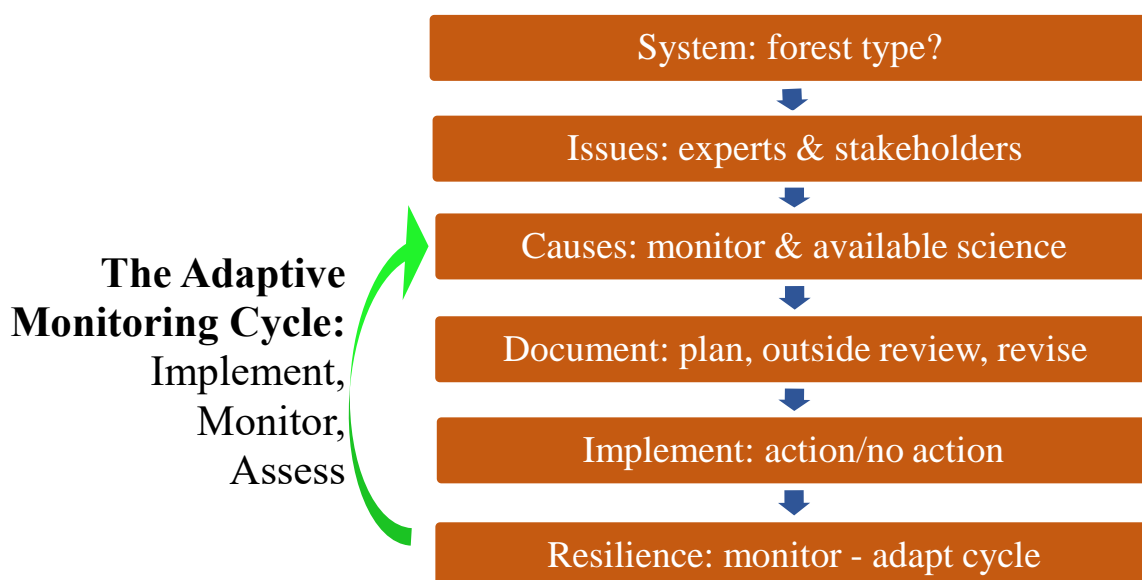 System: forest type?
Issues: experts & stakeholders
Causes: monitor & available science
Document: plan, outside review, revise
Implement: action/no action
Resilience: monitor - adapt cycle
The Adaptive
Monitoring Cycle:
Implement,
Monitor,
Assess